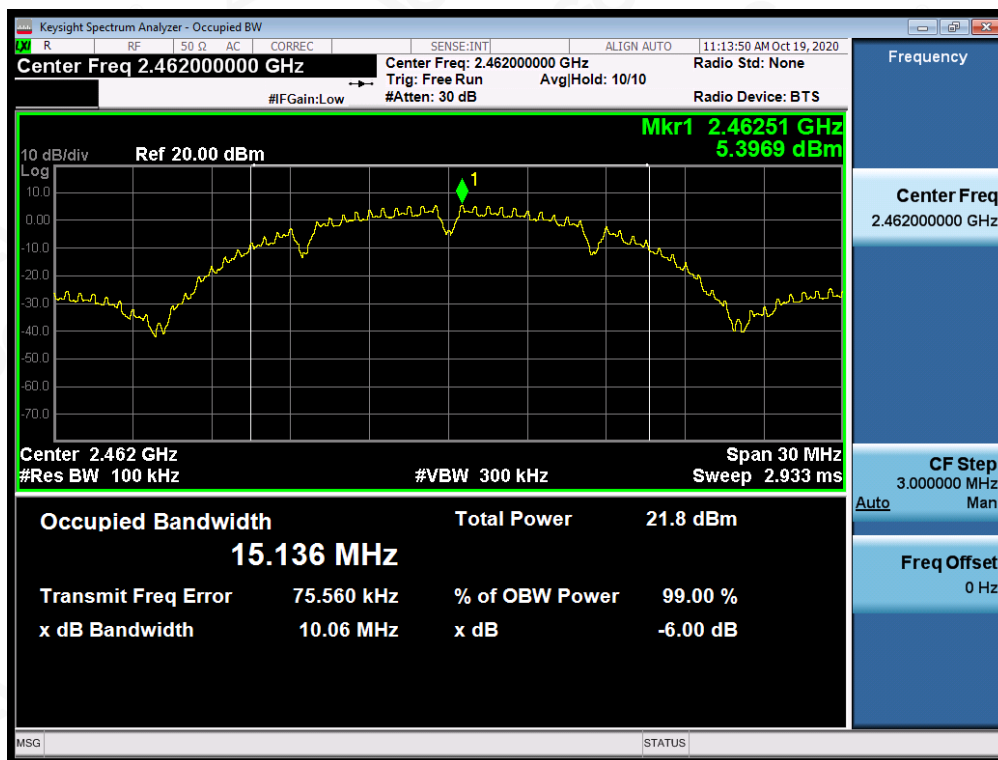 Keysight Spectrum Analyzer - Occupied BW
LXI R RF 50 Ω AC CORREC SENSE:INT ALIGN AUTO 11:13:50 AM Oct 19, 2020
Center Freq 2.462000000 GHz
Center Freq: 2.462000000 GHz
Radio Std: None
Trig: Free Run
Avg|Hold: 10/10
#IFGain:Low
#Atten: 30 dB
Radio Device: BTS
Mkr1 2.46251 GHz
5.3969 dBm
10 dB/div
Ref 20.00 dBm
Log
10.0
0.00
-10.0
-20.0
-30.0
-40.0
-50.0
-60.0
-70.0
1
Center 2.462 GHz
Span 30 MHz
#Res BW 100 kHz
#VBW 300 kHz
Sweep 2.933 ms
Occupied Bandwidth
15.136 MHz
Total Power 21.8 dBm
Transmit Freq Error 75.560 kHz
% of OBW Power 99.00 %
x dB Bandwidth 10.06 MHz
x dB -6.00 dB
MSG
STATUS
Frequency
Center Freq
2.462000000 GHz
CF Step
3.000000 MHz
Auto Man
Freq Offset
0 Hz